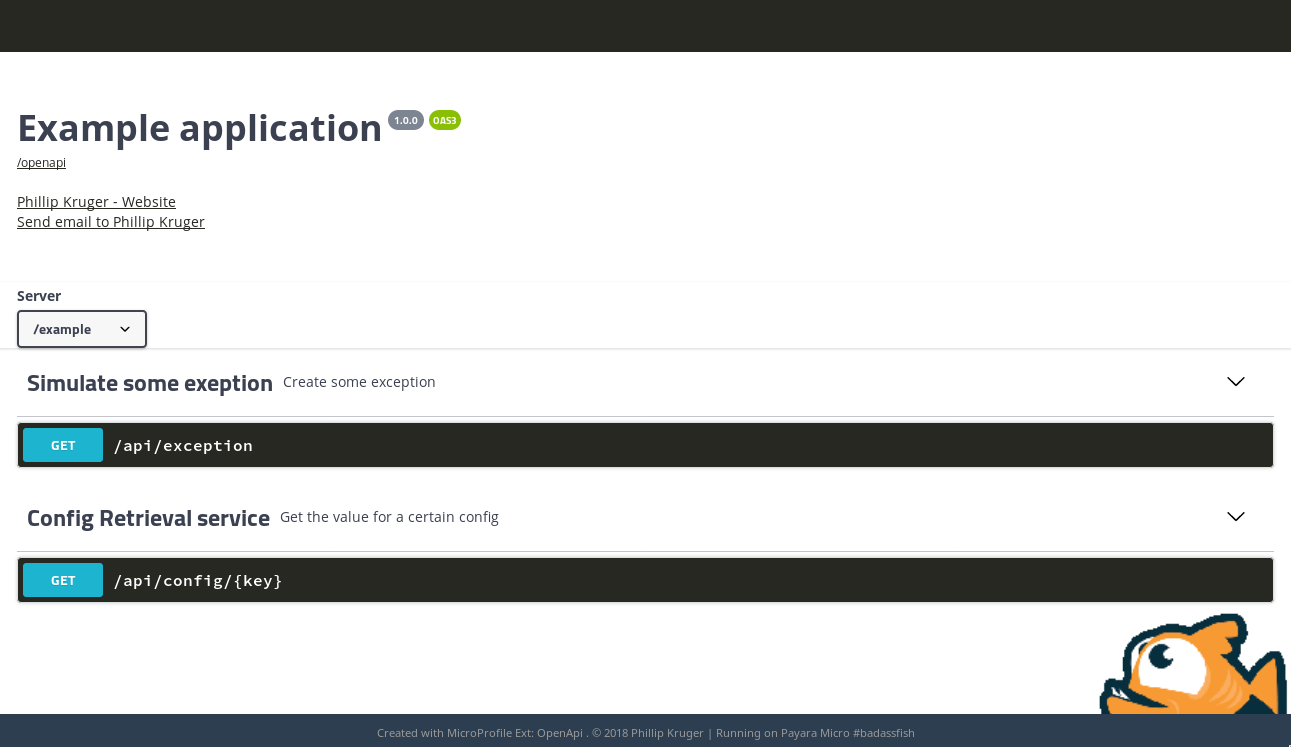 Example application 1.0.0 OAS3
/openapi
Phillip Kruger - Website
Send email to Phillip Kruger
Server
/example
Simulate some exeption Create some exception
GET /api/exception
Config Retrieval service Get the value for a certain config
GET /api/config/{key}
Created with MicroProfile Ext: OpenApi . © 2018 Phillip Kruger | Running on Payara Micro #badassfish